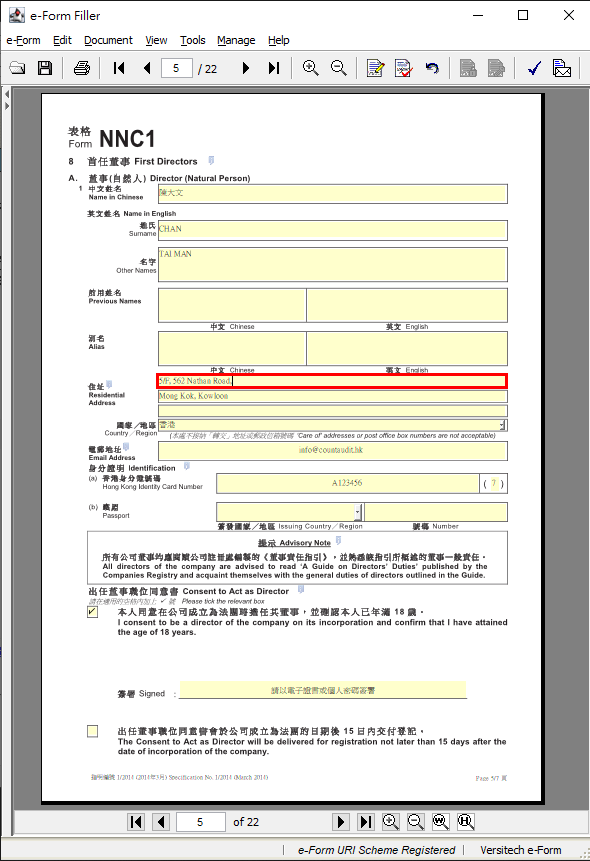 e-Form Filler
e-Form Edit Document View Tools Manage Help
5 / 22
表格
Form NNC1
8 首任董事 First Directors
A. 董事(自然人) Director (Natural Person)
1 中文姓名
Name in Chinese
陳大文
英文姓名 Name in English
姓氏
Surname
CHAN
名字
Other Names
TAI MAN
前用姓名
Previous Names
中文 Chinese 英文 English
別名
Alias
中文 Chinese 英文 English
住址
Residential
Address
5/F, 562 Nathan Road,
Mong Kok, Kowloon
國家／地區
Country／Region
香港
(本處不接納「轉交」地址或郵政信箱號碼 'Care of' addresses or post office box numbers are not acceptable)
電郵地址
Email Address
info@countaudit.hk
身分證明 Identification
(a) 香港身分證號碼
Hong Kong Identity Card Number
A123456 ( 7 )
(b) 護照
Passport
簽發國家／地區 Issuing Country／Region 號碼 Number
提示 Advisory Note
所有公司董事均應閱讀公司註冊處編製的《董事責任指引》，並熟悉該指引所概述的董事一般責任。
All directors of the company are advised to read 'A Guide on Directors' Duties' published by the
Companies Registry and acquaint themselves with the general duties of directors outlined in the Guide.
出任董事職位同意書 Consent to Act as Director
請在適用的空格內加上 ✓ 號 Please tick the relevant box
✓ 本人同意在公司成立為法團時擔任其董事，並確認本人已年滿 18 歲。
I consent to be a director of the company on its incorporation and confirm that I have attained
the age of 18 years.
簽署 Signed :
請以電子證書或個人密碼簽署
出任董事職位同意書會於公司成立為法團的日期後 15 日內交付登記。
The Consent to Act as Director will be delivered for registration not later than 15 days after the
date of incorporation of the company.
指明編號 1/2014 (2014年3月) Specification No. 1/2014 (March 2014)
Page 5/7 頁
5 of 22
e-Form URI Scheme Registered Versitech e-Form